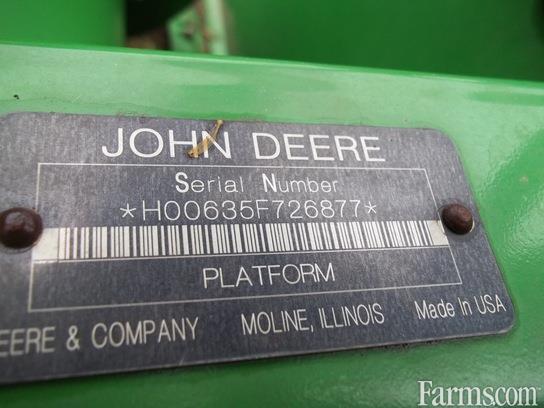 JOHN DEERE
Serial Number
*H00635F726877*
PLATFORM
EERE & COMPANY MOLINE, ILLINOIS Made In USA
Farms.com